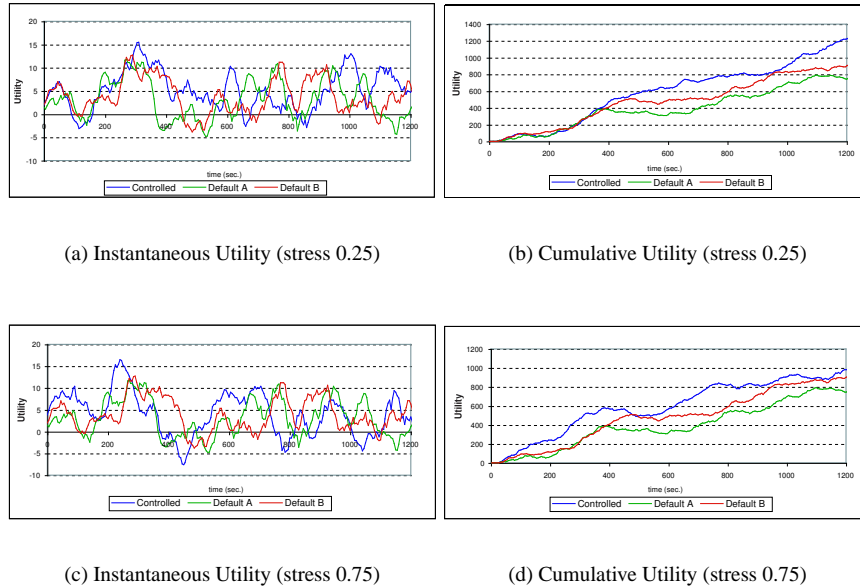 20
15
10
5
0
-5
-10
Utility
0 200 400 600 800 1000 1200
time (sec.)
Controlled Default A Default B
(a) Instantaneous Utility (stress 0.25)
1400
1200
1000
800
600
400
200
0
Utility
0 200 400 600 800 1000 1200
time (sec.)
Controlled Default A Default B
(b) Cumulative Utility (stress 0.25)
20
15
10
5
0
-5
-10
Utility
0 200 400 600 800 1000 1200
time (sec.)
Controlled Default A Default B
(c) Instantaneous Utility (stress 0.75)
1200
1000
800
600
400
200
0
Utility
0 200 400 600 800 1000 1200
time (sec.)
Controlled Default A Default B
(d) Cumulative Utility (stress 0.75)